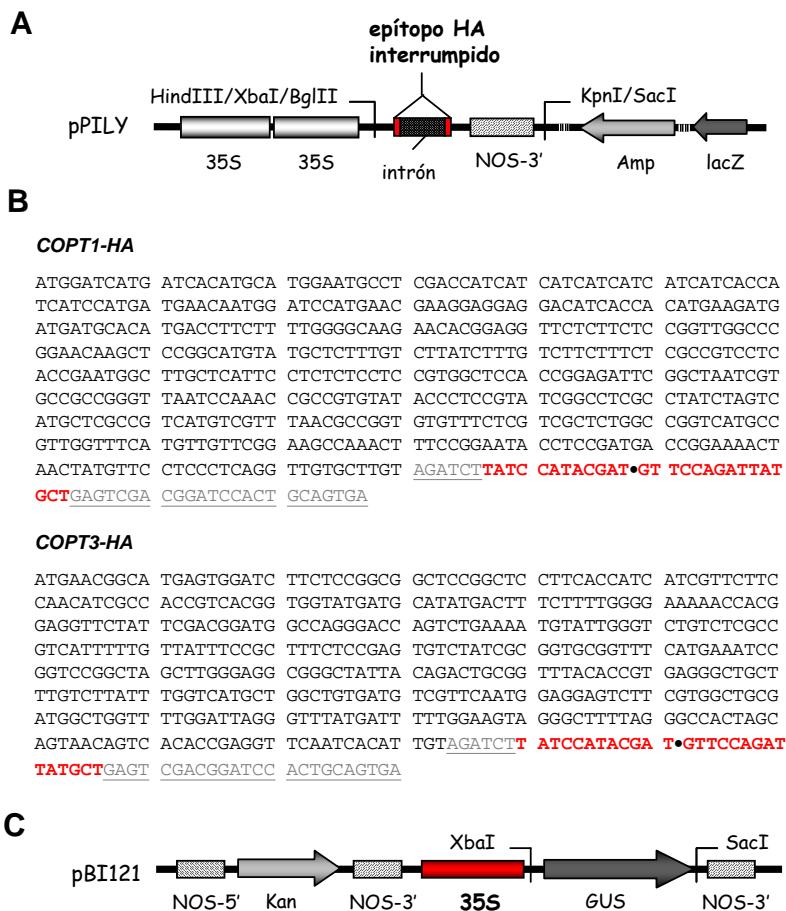 A
epítopo HA
interrumpido
HindIII/XbaI/BglII
KpnI/SacI
pPILY
35S
35S
intrón
NOS-3'
Amp
lacZ
B
COPT1-HA
ATGGATCATG ATCACATGCA TGGAATGCCT CGACCATCAT CATCATCATC ATCATCACCA
TCATCCATGA TGAACAATGG ATCCATGAAC GAAGGAGGAG GACATCACCA CATGAAGATG
ATGATGCACA TGACCTTCTT TTGGGGCAAG AACACGGAGG TTCTCTTCTC CGGTTGGCCC
GGAACAAGCT CCGGCATGTA TGCTCTTTGT CTTATCTTTG TCTTCTTTCT CGCCGTCCTC
ACCGAATGGC TTGCTCATTC CTCTCTCCTC CGTGGCTCCA CCGGAGATTC GGCTAATCGT
GCCGCCGGGT TAATCCAAAC CGCCGTGTAT ACCCTCCGTA TCGGCCTCGC CTATCTAGTC
ATGCTCGCCG TCATGTCGTT TAACGCCGGT GTGTTTCTCG TCGCTCTGGC CGGTCATGCC
GTTGGTTTCA TGTTGTTCGG AAGCCAAACT TTCCGGAATA CCTCCGATGA CCGGAAAACT
AACTATGTTC CTCCCTCAGG TTGTGCTTGT AGATCTTATC CATACGAT•GT TCCAGATTAT
GCTGAGTCGA CGGATCCACT GCAGTGA
COPT3-HA
ATGAACGGCA TGAGTGGATC TTCTCCGGCG GCTCCGGCTC CTTCACCATC ATCGTTCTTC
CAACATCGCC ACCGTCACGG TGGTATGATG CATATGACTT TCTTTTGGGG AAAAACCACG
GAGGTTCTAT TCGACGGATG GCCAGGGACC AGTCTGAAAA TGTATTGGGT CTGTCTCGCC
GTCATTTTTG TTATTTCCGC TTTCTCCGAG TGTCTATCGC GGTGCGGTTT CATGAAATCC
GGTCCGGCTA GCTTGGGAGG CGGGCTATTA CAGACTGCGG TTTACACCGT GAGGGCTGCT
TTGTCTTATT TGGTCATGCT GGCTGTGATG TCGTTCAATG GAGGAGTCTT CGTGGCTGCG
ATGGCTGGTT TTGGATTAGG GTTTATGATT TTTGGAAGTA GGGCTTTTAG GGCCACTAGC
AGTAACAGTC ACACCGAGGT TCAATCACAT TGTAGATCTT ATCCATACGA T•GTTCCAGAT
TATGCTGAGT CGACGGATCC ACTGCAGTGA
C
XbaI
SacI
pBI121
NOS-5'
Kan
NOS-3'
35S
GUS
NOS-3'